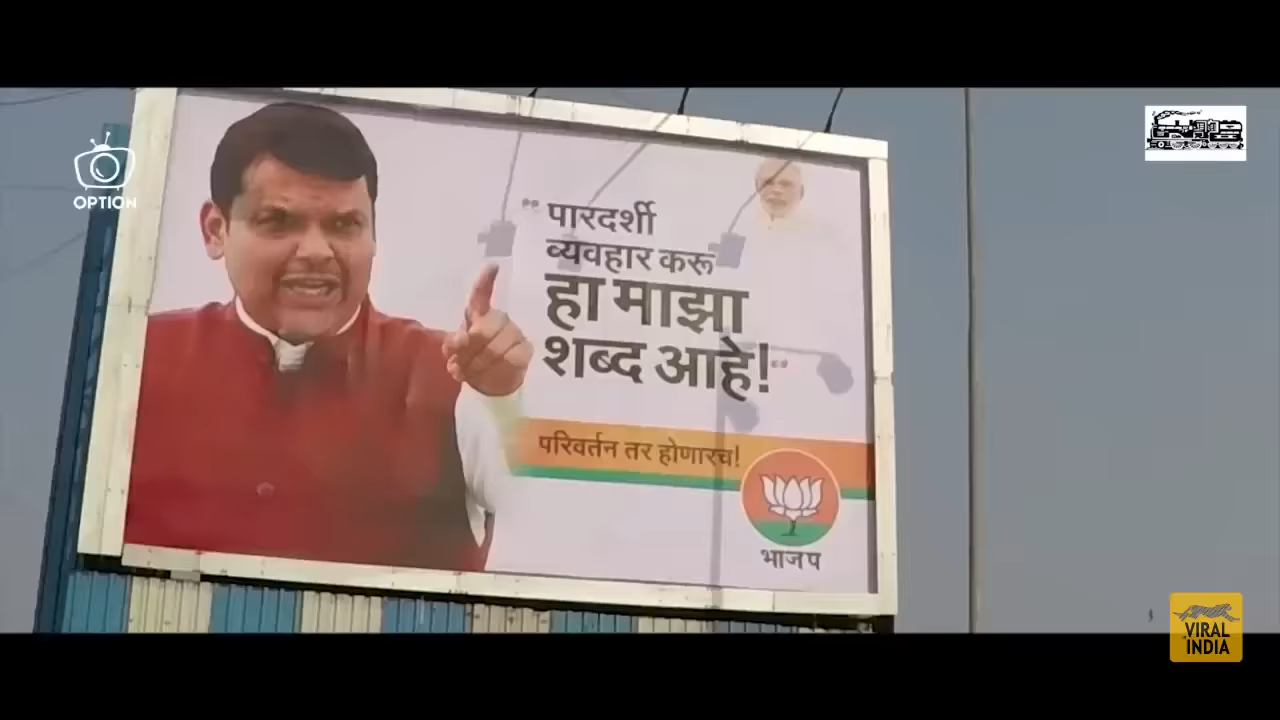 OPTION
“पारदर्शी
व्यवहार करू
हा माझा
शब्द आहे!”
परिवर्तन तर होणारच!
भाजप
VIRAL
INDIA